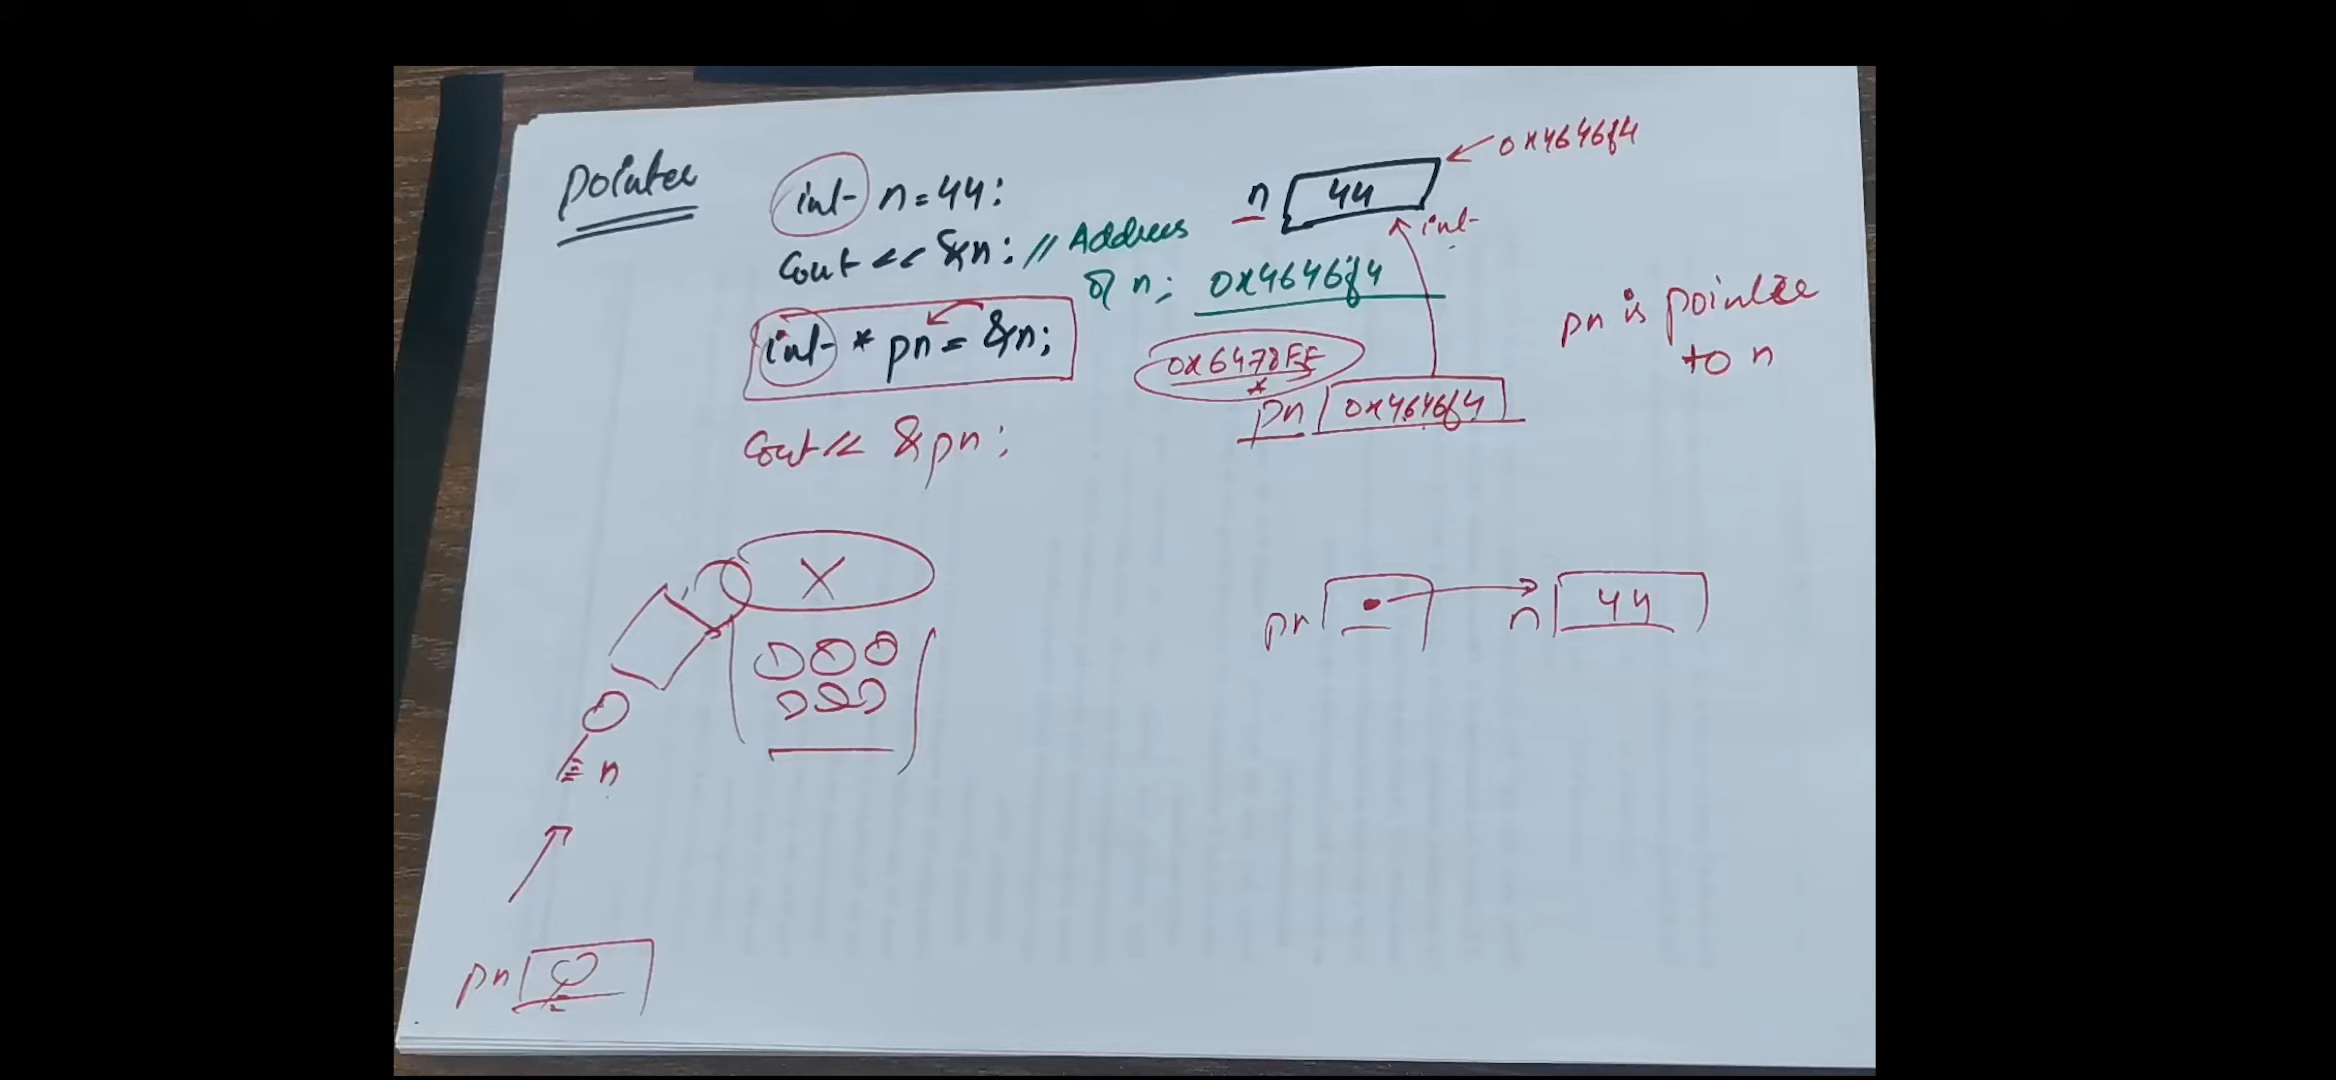 pointer
int n = 44;
cout << &n; // Address
of n: 0x4646f4
int * pn = &n;
cout << &pn;
n 44
0x4646f4
int
0x6478FF
*
pn 0x4646f4
pn is pointer
to n
X
n
pn
pn
n 44